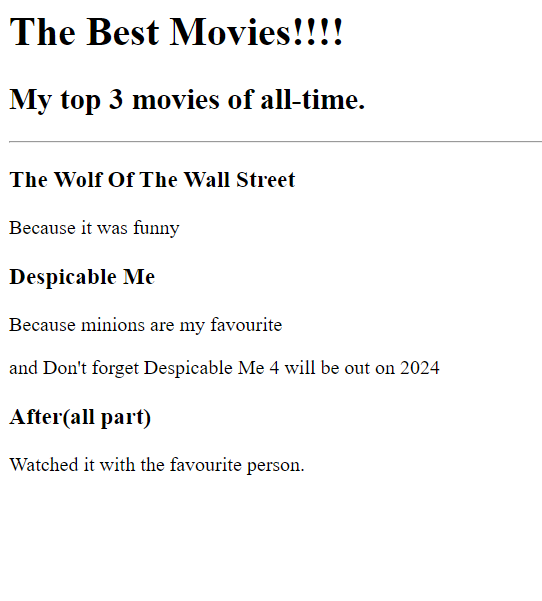 The Best Movies!!!!
My top 3 movies of all-time.
The Wolf Of The Wall Street
Because it was funny
Despicable Me
Because minions are my favourite
and Don't forget Despicable Me 4 will be out on 2024
After(all part)
Watched it with the favourite person.